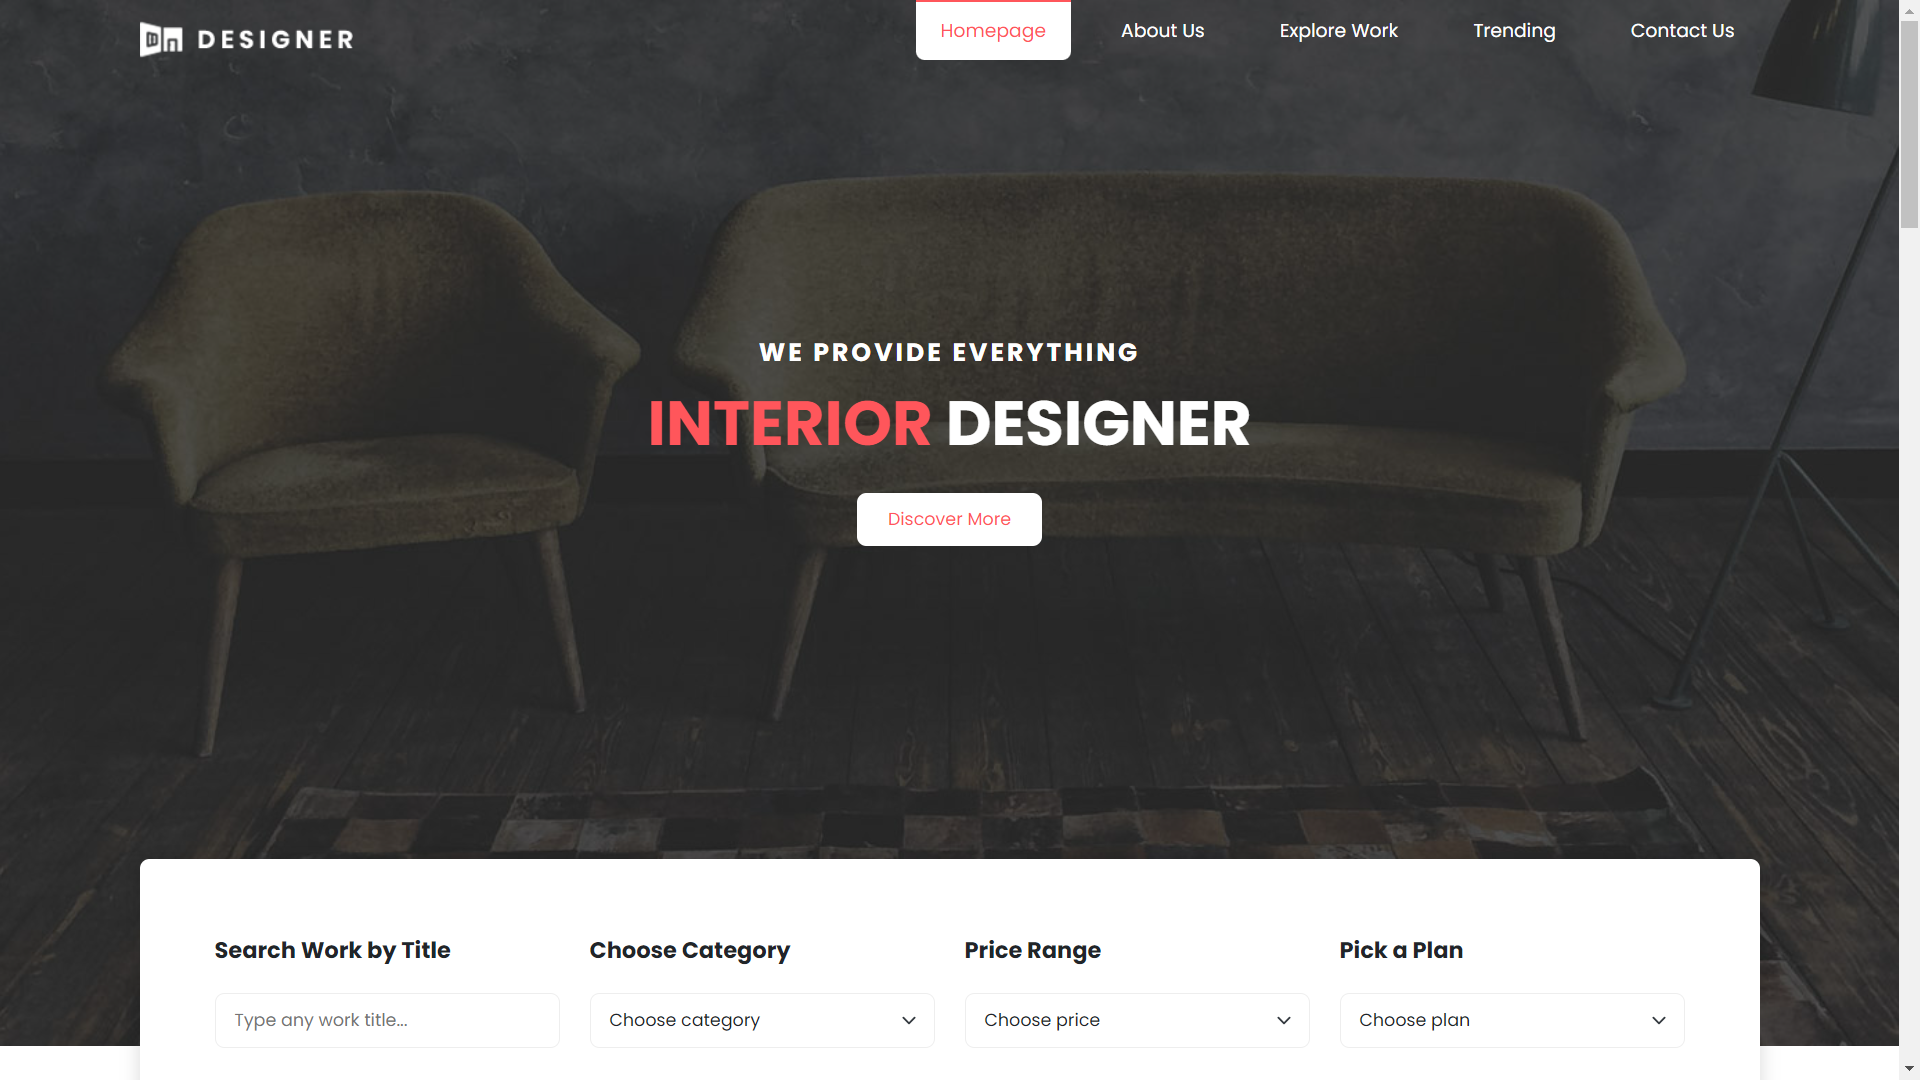 DESIGNER
Homepage
About Us
Explore Work
Trending
Contact Us
WE PROVIDE EVERYTHING
INTERIOR DESIGNER
Discover More
Search Work by Title
Choose Category
Price Range
Pick a Plan
Type any work title...
Choose category
Choose price
Choose plan